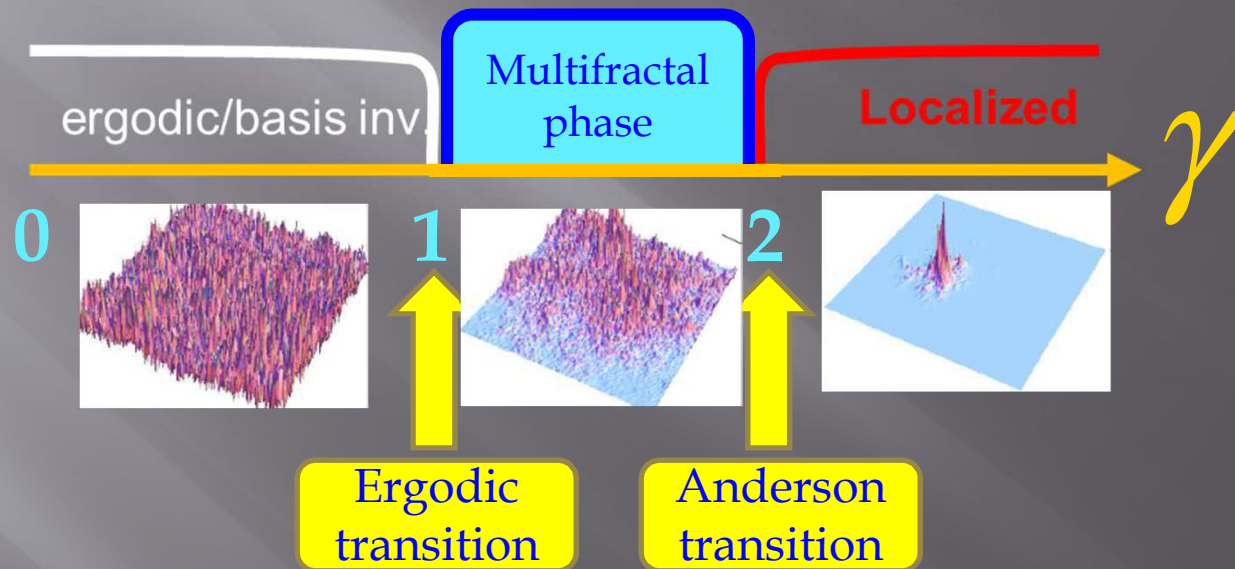 Multifractal
phase
ergodic/basis inv.
Localized
γ
0
1
2
Ergodic
transition
Anderson
transition